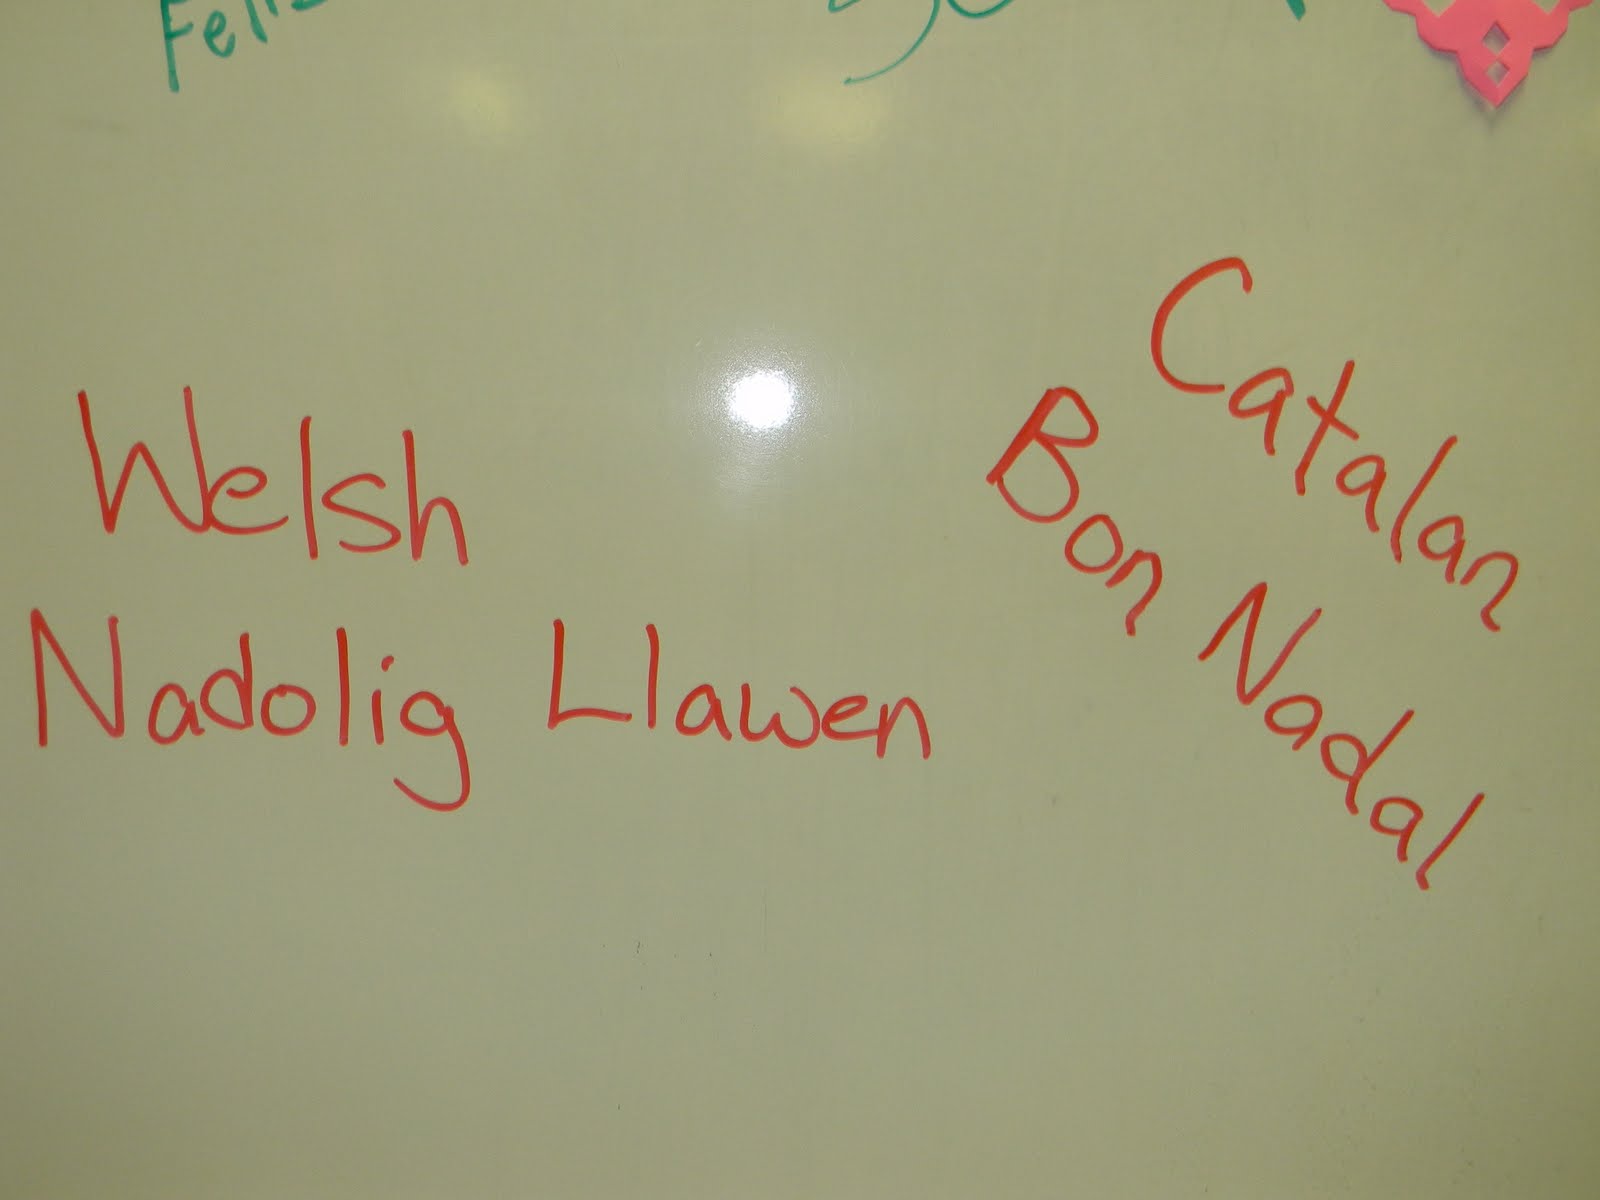 Welsh
Nadolig Llawen
Catalan
Bon Nadal